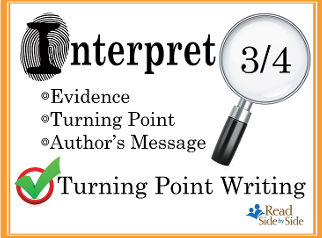 Interpret
3/4
Evidence
Turning Point
Author's Message
Turning Point Writing
Read
Side by Side